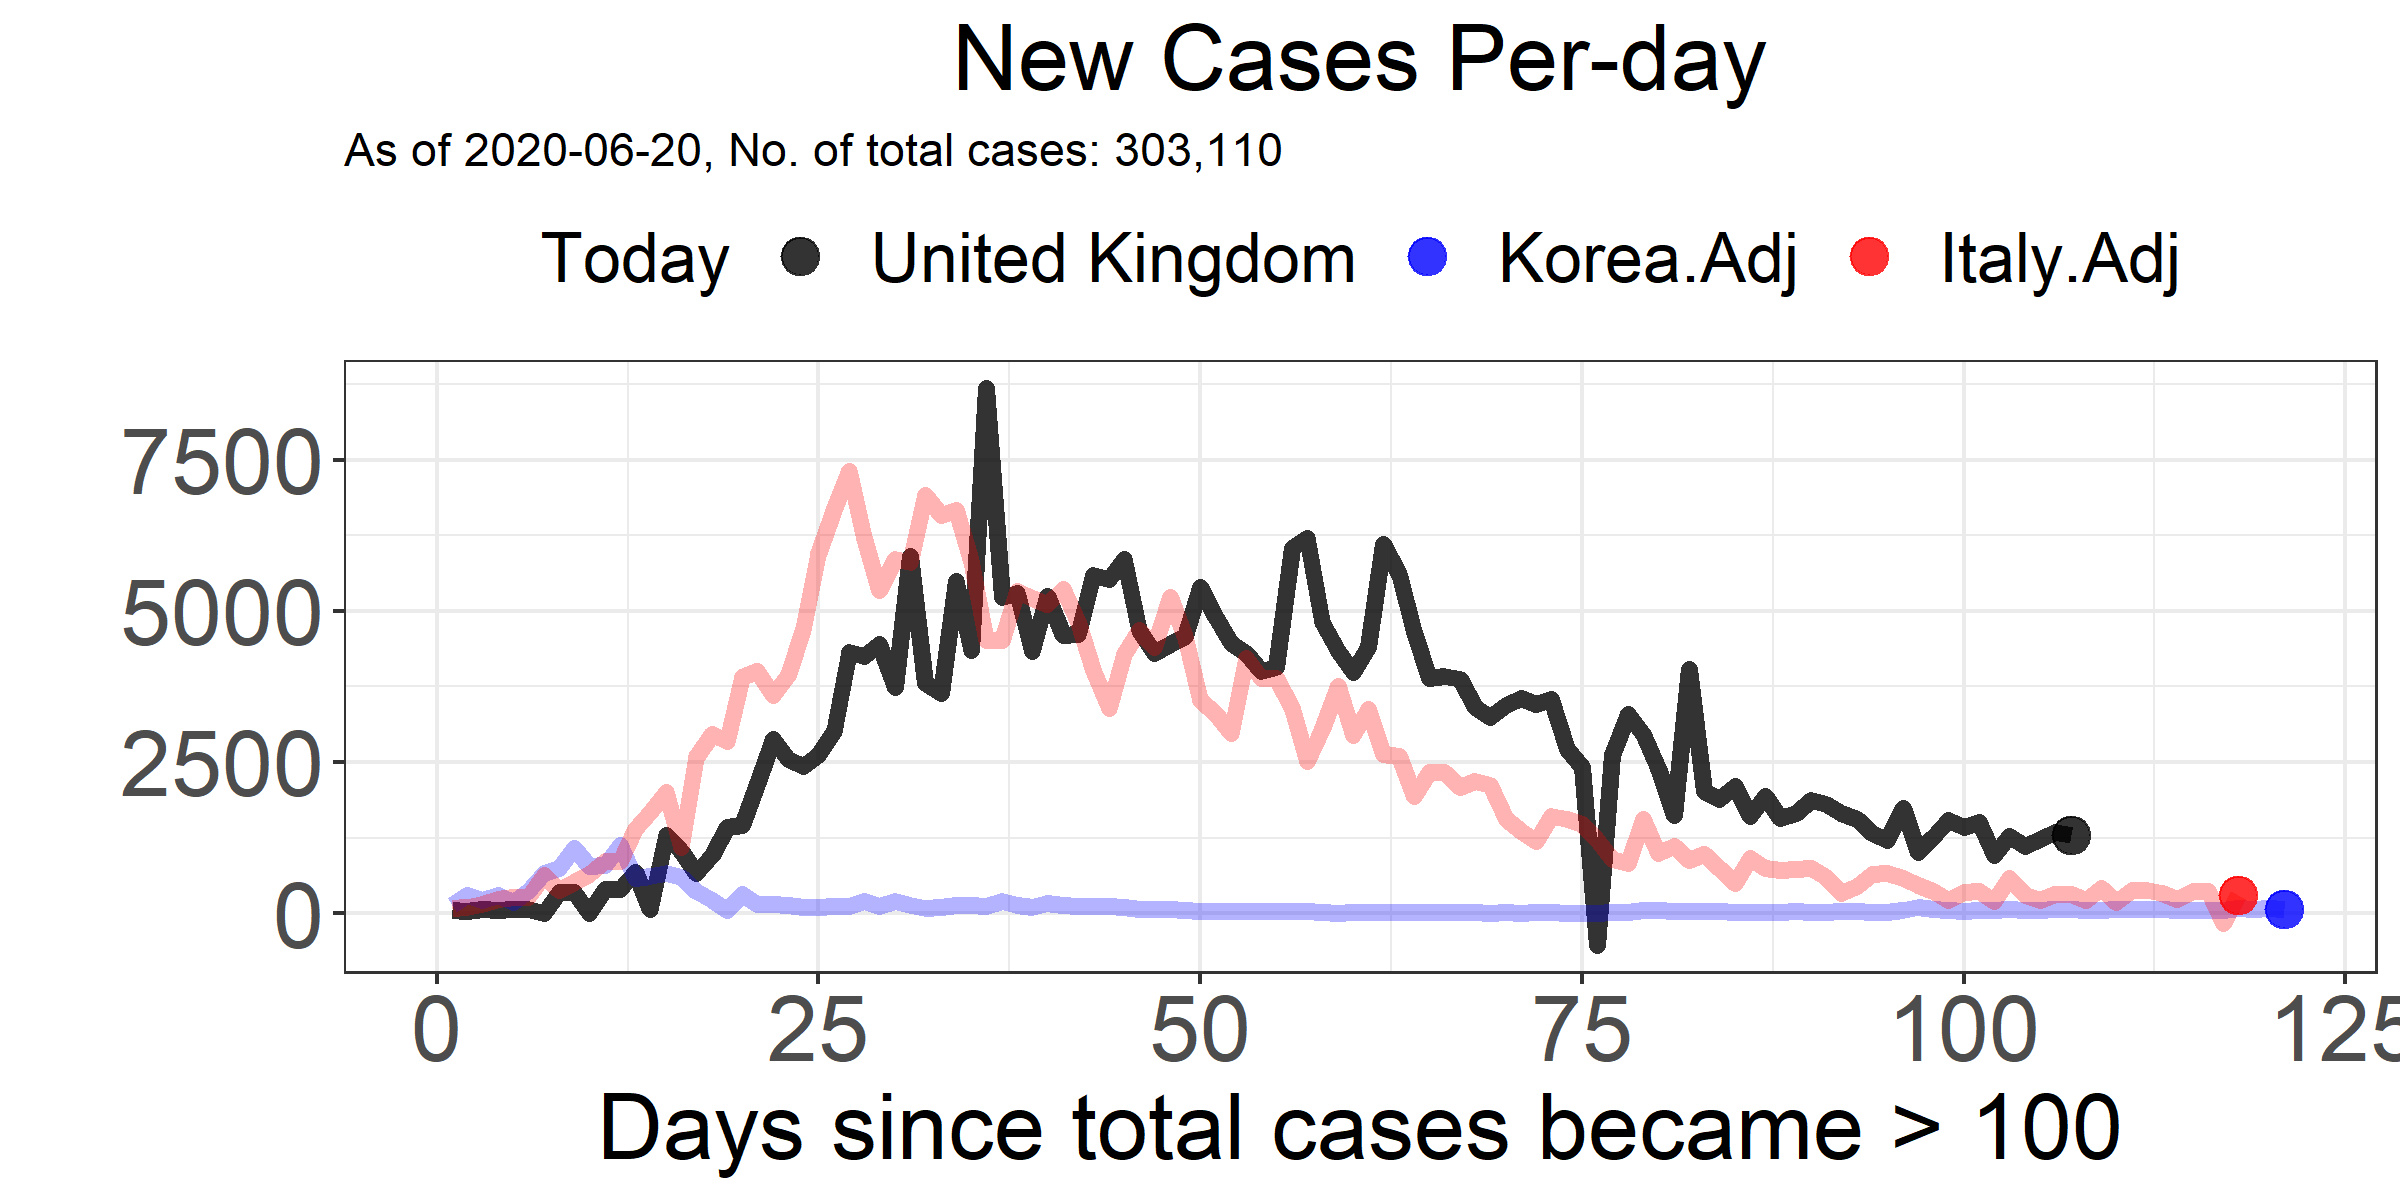 New Cases Per-day
As of 2020-06-20, No. of total cases: 303,110
Today United Kingdom Korea.Adj Italy.Adj
7500
5000
2500
0
0 25 50 75 100 125
Days since total cases became > 100